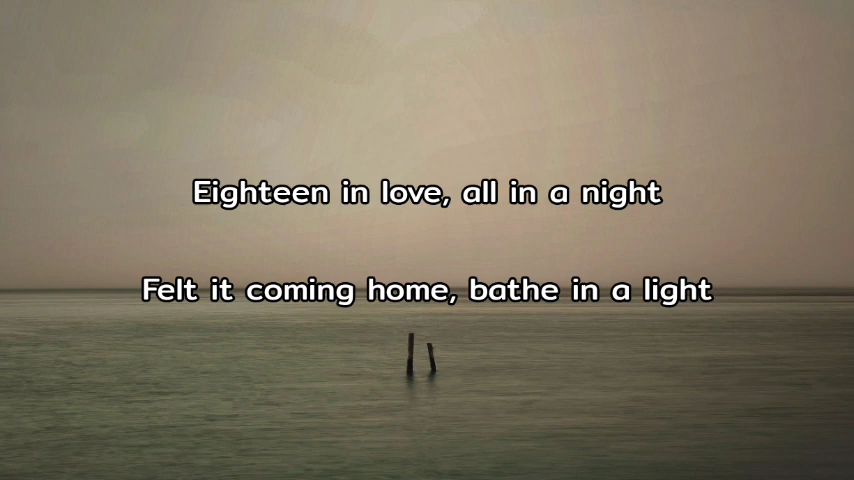 Eighteen in love, all in a night
Felt it coming home, bathe in a light